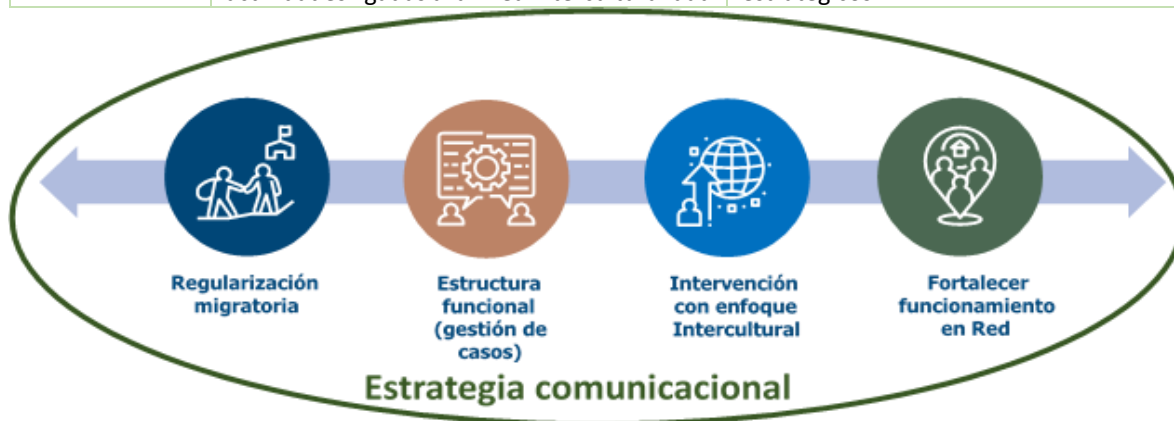 Regularización
migratoria
Estructura
funcional
(gestión de
casos)
Intervención
con enfoque
Intercultural
Fortalecer
funcionamiento
en Red
Estrategia comunicacional